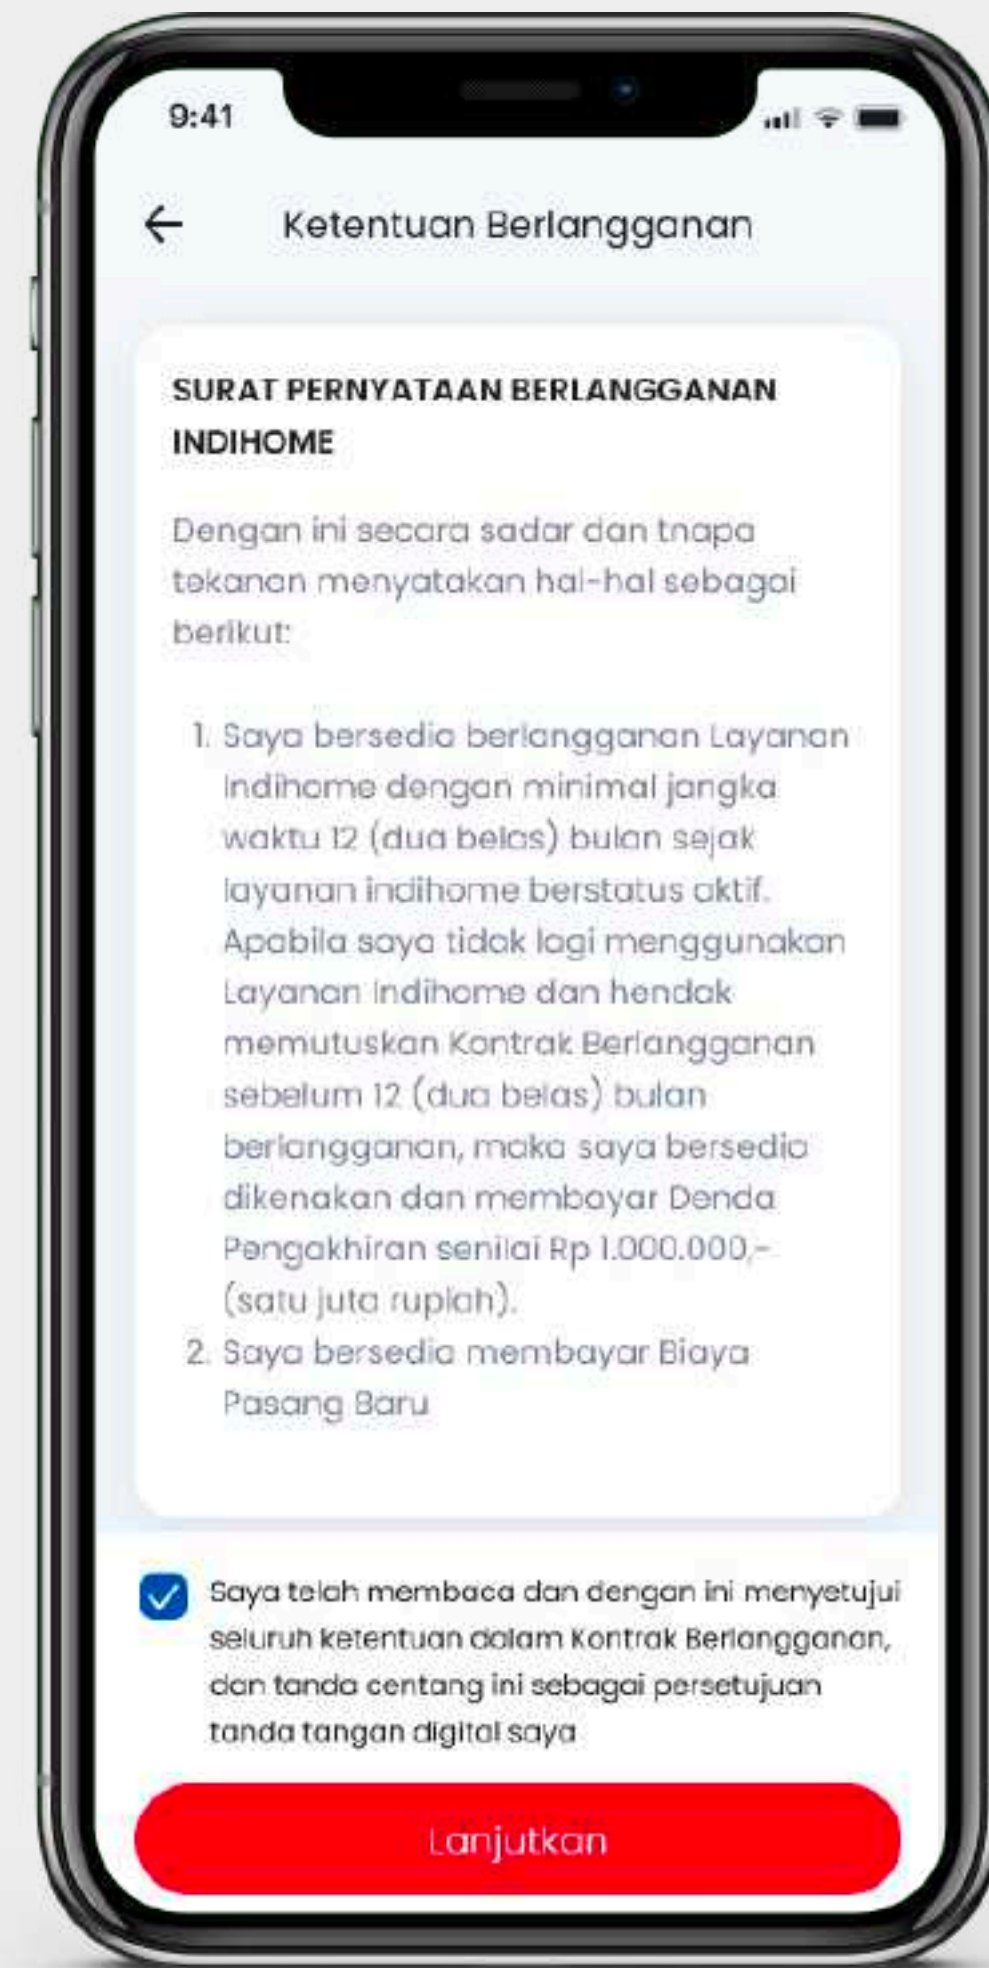 9:41
Ketentuan Berlangganan
SURAT PERNYATAAN BERLANGGANAN
INDIHOME
Dengan ini secara sadar dan tnapa
tekanan menyatakan hal-hal sebagai
berikut:
1. Saya bersedia berlangganan Layanan
Indihome dengan minimal jangka
waktu 12 (dua belas) bulan sejak
layanan indihome berstatus aktif.
Apabila saya tidak lagi menggunakan
Layanan Indihome dan hendak
memutuskan Kontrak Berlangganan
sebelum 12 (dua belas) bulan
berlangganan, maka saya bersedia
dikenakan dan membayar Denda
Pengakhiran senilai Rp 1.000.000,-
(satu juta rupiah).
2. Saya bersedia membayar Biaya
Pasang Baru
Saya telah membaca dan dengan ini menyetujui
seluruh ketentuan dalam Kontrak Berlangganan,
dan tanda centang ini sebagai persetujuan
tanda tangan digital saya
Lanjutkan